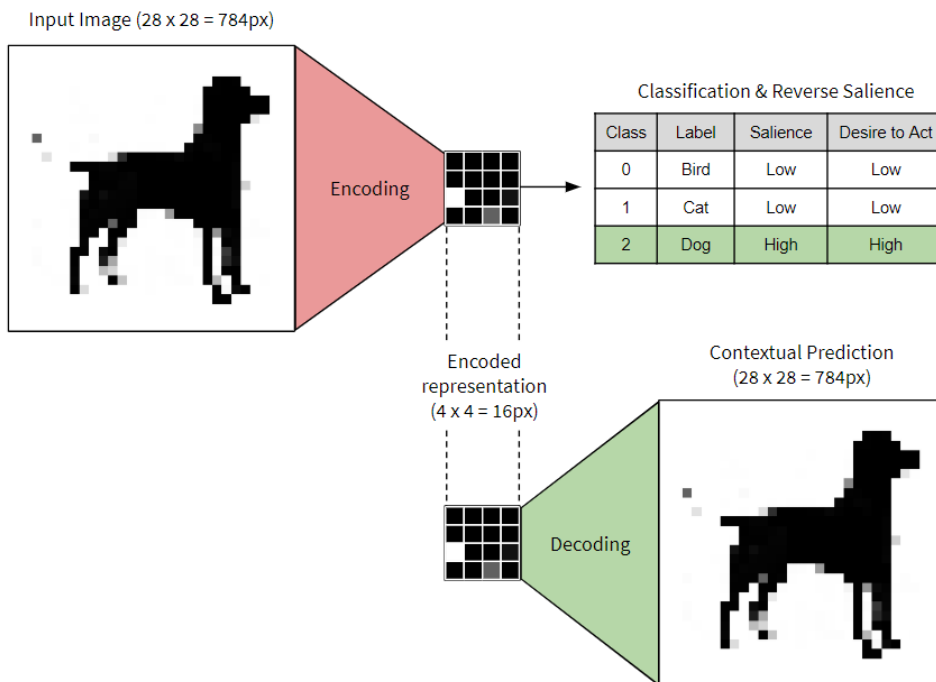 Input Image (28 x 28 = 784px)
Encoding
Classification & Reverse Salience
Class Label Salience Desire to Act
0 Bird Low Low
1 Cat Low Low
2 Dog High High
Encoded
representation
(4 x 4 = 16px)
Contextual Prediction
(28 x 28 = 784px)
Decoding